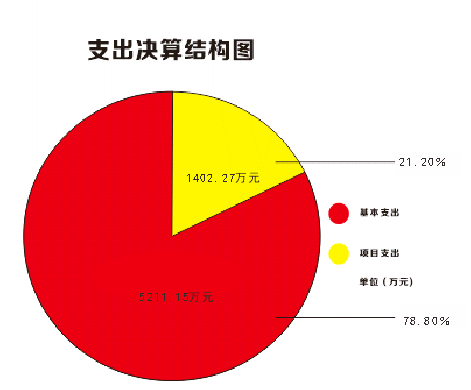 支出决算结构图
1402.27万元
21.20%
基本支出
项目支出
单位（万元）
5211.15万元
78.80%